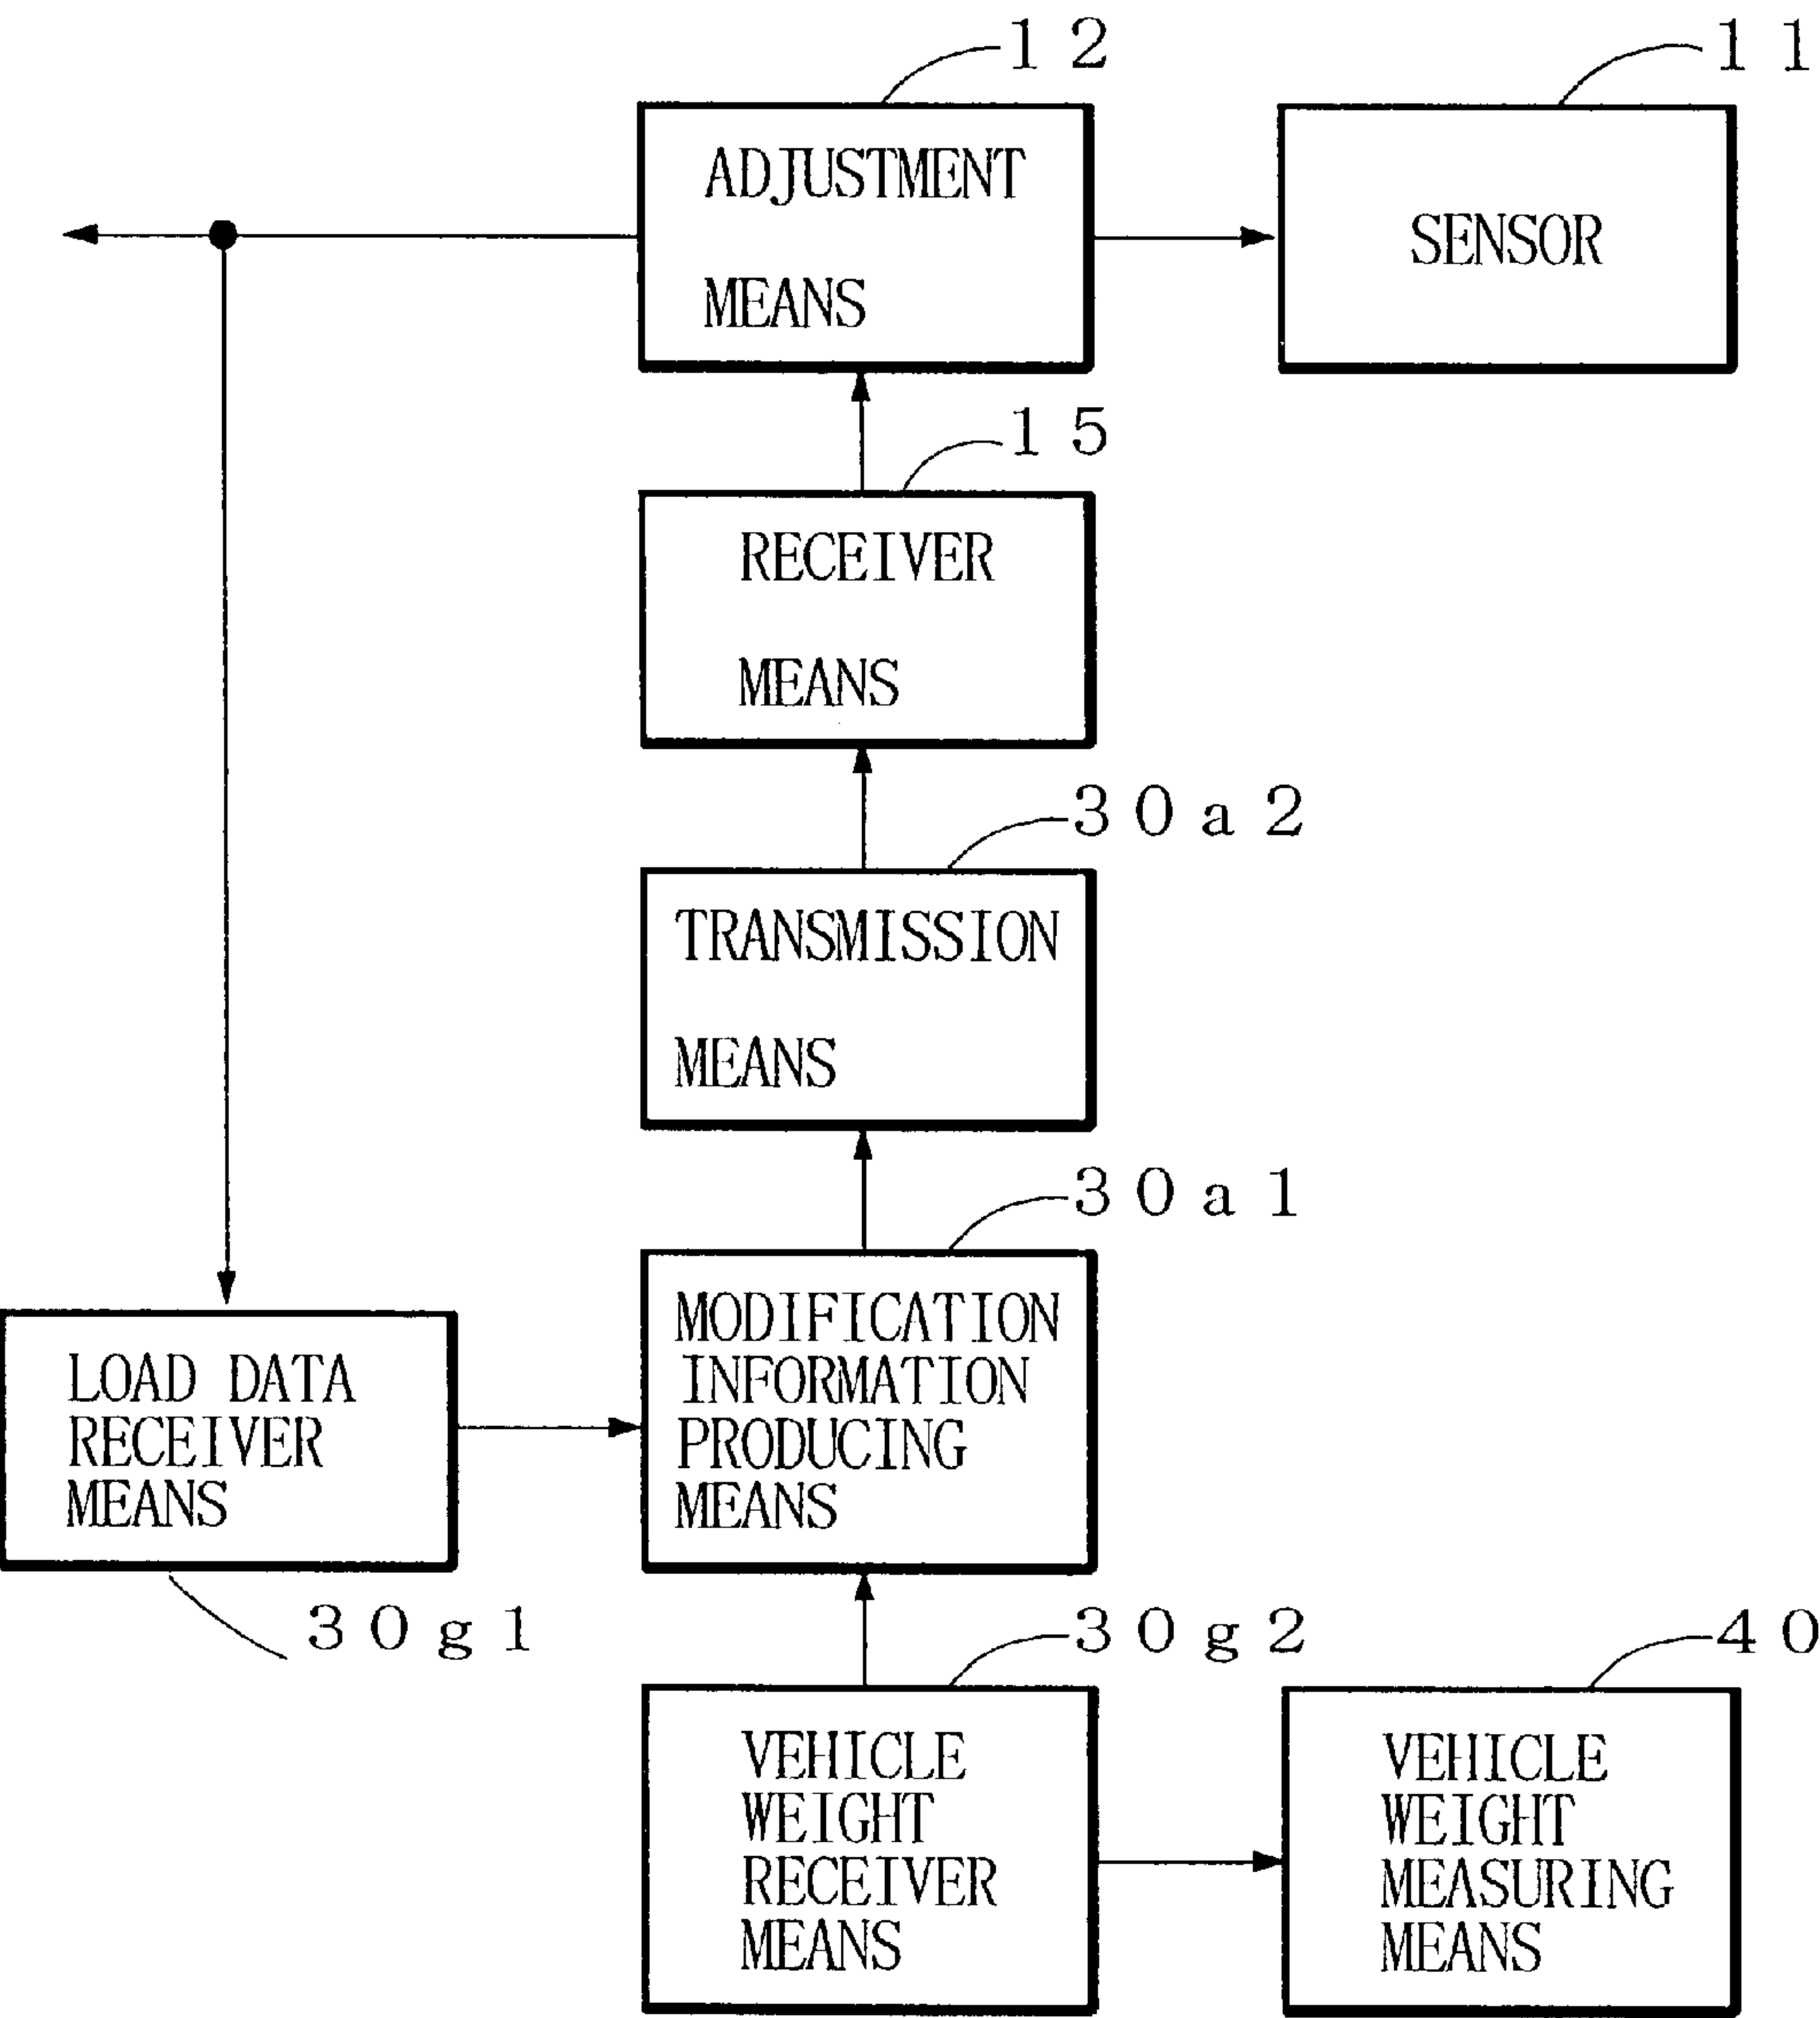 12
11
ADJUSTMENT
MEANS
SENSOR
15
RECEIVER
MEANS
30a2
TRANSMISSION
MEANS
30a1
MODIFICATION
INFORMATION
PRODUCING
MEANS
LOAD DATA
RECEIVER
MEANS
30g1
30g2
40
VEHICLE
WEIGHT
RECEIVER
MEANS
VEHICLE
WEIGHT
MEASURING
MEANS